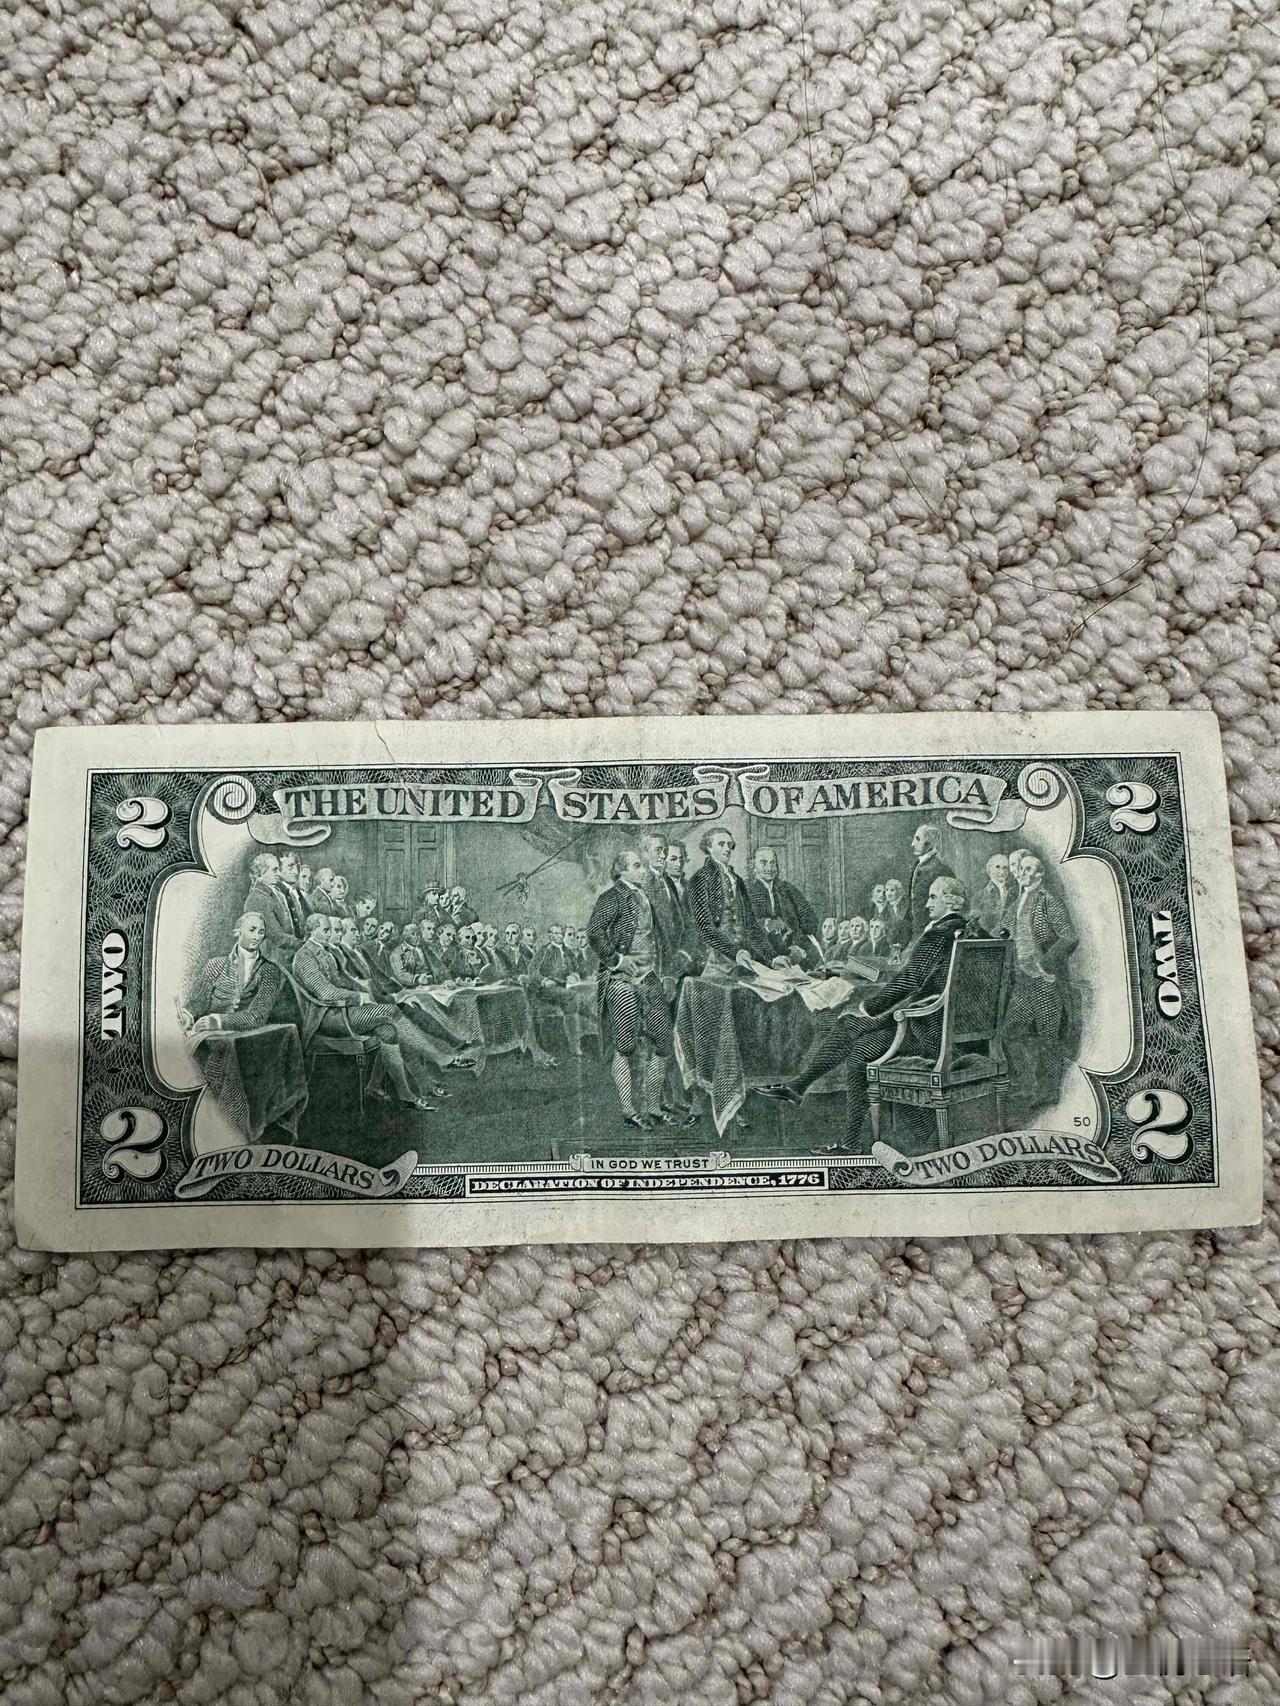 2 THE UNITED STATES OF AMERICA 2
TWO TWO
50
2 TWO DOLLARS IN GOD WE TRUST TWO DOLLARS 2
DECLARATION OF INDEPENDENCE, 1776